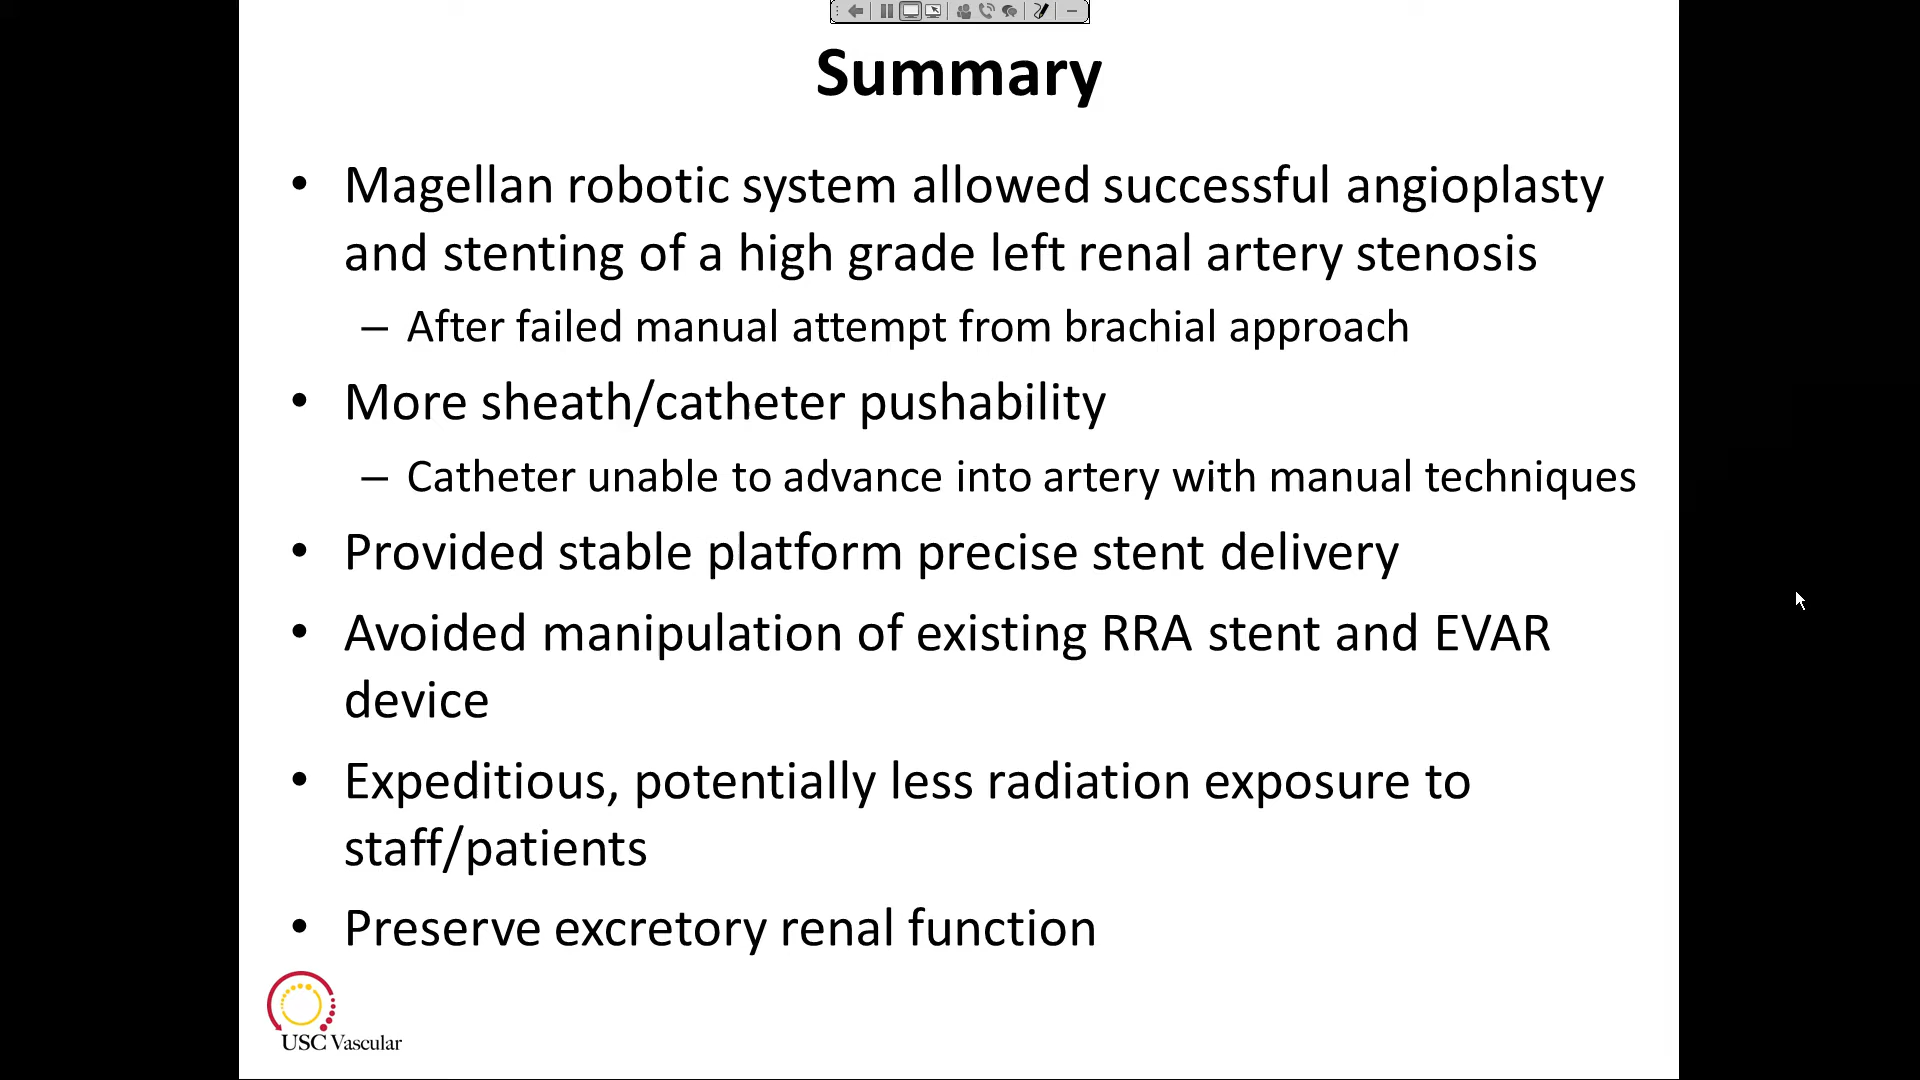 Summary
• Magellan robotic system allowed successful angioplasty
and stenting of a high grade left renal artery stenosis
– After failed manual attempt from brachial approach
• More sheath/catheter pushability
– Catheter unable to advance into artery with manual techniques
• Provided stable platform precise stent delivery
• Avoided manipulation of existing RRA stent and EVAR
device
• Expeditious, potentially less radiation exposure to
staff/patients
• Preserve excretory renal function
USC Vascular